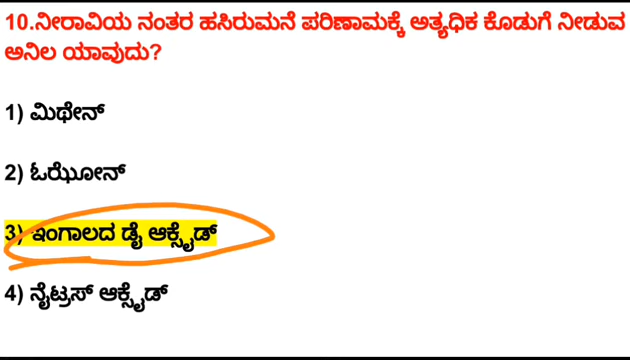 10.ನೀರಾವಿಯ ನಂತರ ಹಸಿರುಮನೆ ಪರಿಣಾಮಕ್ಕೆ ಅತ್ಯಧಿಕ ಕೊಡುಗೆ ನೀಡುವ
ಅನಿಲ ಯಾವುದು?
1) ಮಿಥೇನ್
2) ಓಝೋನ್
3) ಇಂಗಾಲದ ಡೈ ಆಕ್ಸೈಡ್
4) ನೈಟ್ರಸ್ ಆಕ್ಸೈಡ್